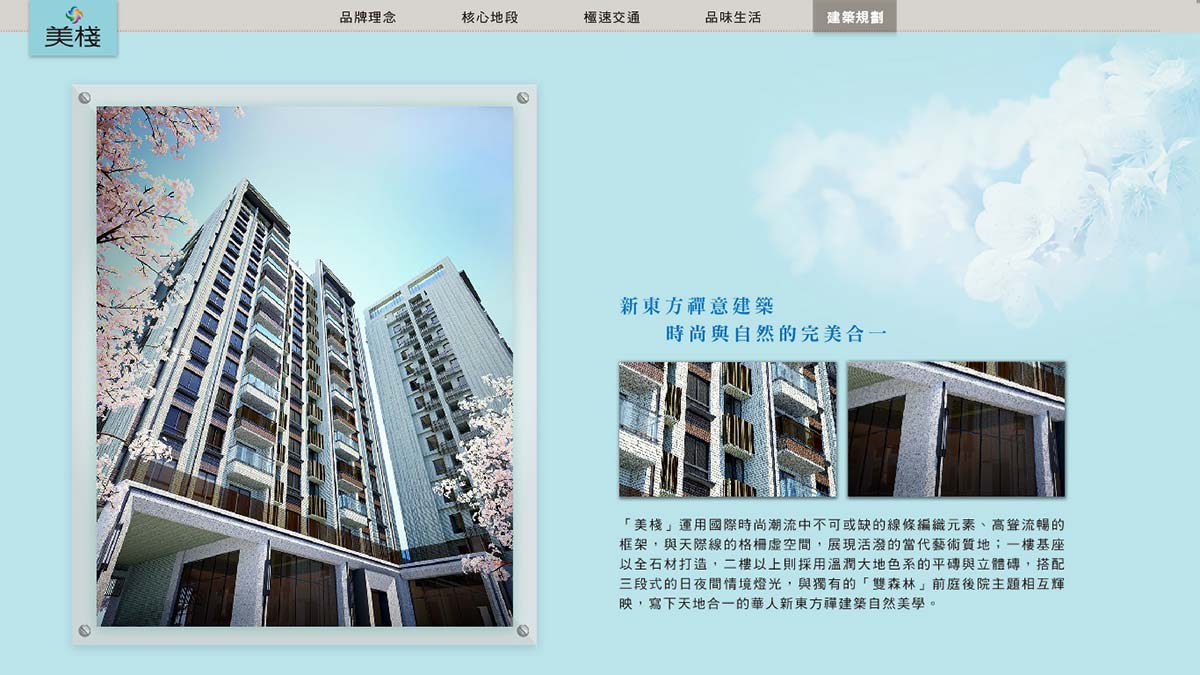 美棧
品牌理念
核心地段
極速交通
品味生活
建築規劃
新東方禪意建築
時尚與自然的完美合一
「美棧」運用國際時尚潮流中不可或缺的線條編織元素、高聳流暢的
框架，與天際線的格柵虛空間，展現活潑的當代藝術質地；一樓基座
以全石材打造，二樓以上則採用溫潤大地色系的平磚與立體磚，搭配
三段式的日夜間情境燈光，與獨有的「雙森林」前庭後院主題相互輝
映，寫下天地合一的華人新東方禪建築自然美學。